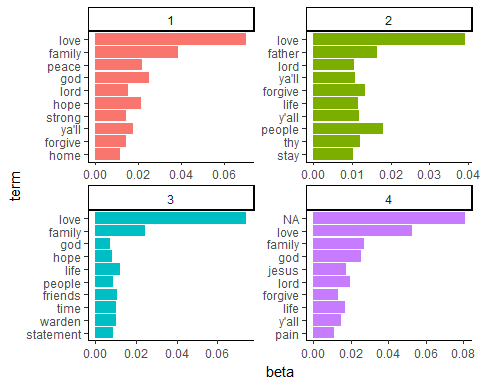 1
love
family
peace
god
lord
hope
strong
ya'll
forgive
home
0.00 0.02 0.04 0.06
2
love
father
lord
ya'll
forgive
life
y'all
people
thy
stay
0.00 0.01 0.02 0.03 0.04
3
love
family
god
hope
life
people
friends
time
warden
statement
0.00 0.02 0.04 0.06
4
NA
love
family
god
jesus
lord
forgive
life
y'all
pain
0.00 0.02 0.04 0.06 0.08
term
beta